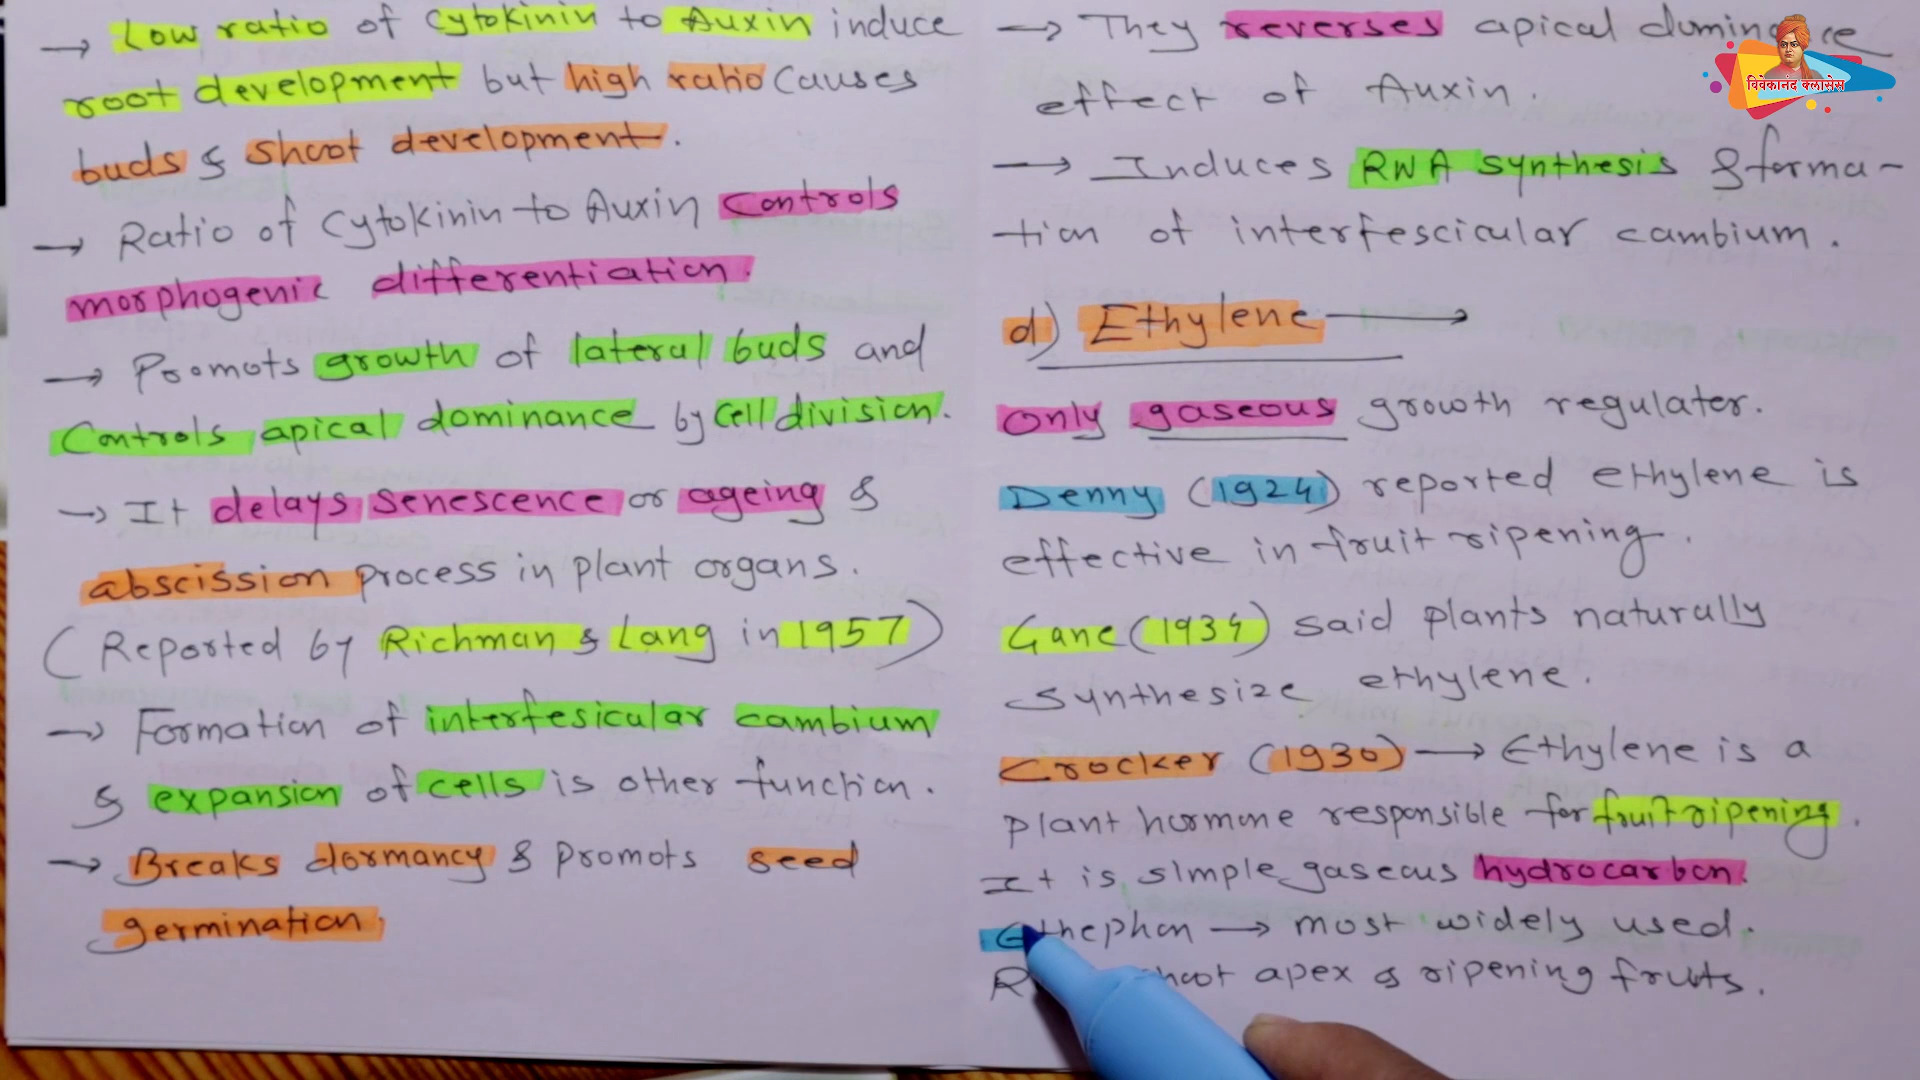 → Low ratio of Cytokinin to Auxin induce
root development but high ratio Causes
buds & shoot development.
→ Ratio of Cytokinin to Auxin Controls
morphogenic differentiation.
→ Promots growth of lateral buds and
Controls apical dominance by Cell division.
→ It delays senescence or ageing &
abscission process in plant organs.
(Reported by Richman & Lang in 1957)
→ Formation of interfesicular cambium
& expansion of cells is other function.
→ Breaks dormancy & promots seed
germination.
→ They reverses apical
effect of Auxin.
→ Induces RNA synthesis & forma-
tion of interfescicular cambium.
d) Ethylene →
Only gaseous growth regulater.
Denny (1924) reported ethylene is
effective in fruit ripening.
Gane (1934) said plants naturally
synthesize ethylene.
Crocker (1930) → Ethylene is a
plant hormone responsible for fruit ripening.
It is simple gaseous hydrocarbon.
Ethephon → most widely used.
apex & ripening fruits.
विवेकानंद क्लासेस